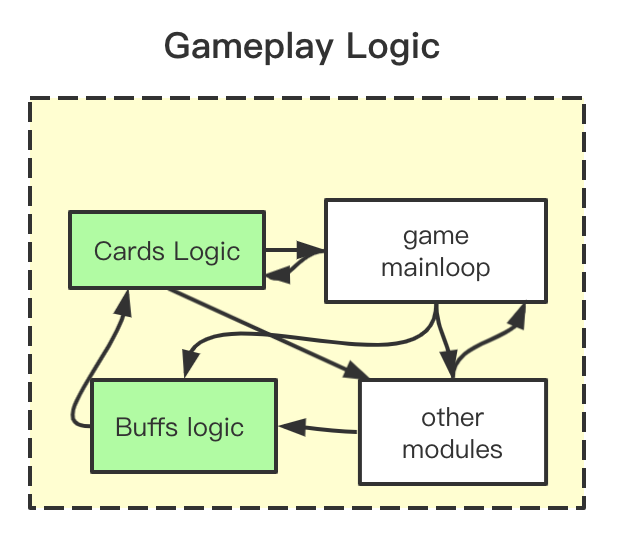 Gameplay Logic
Cards Logic
game
mainloop
Buffs logic
other
modules